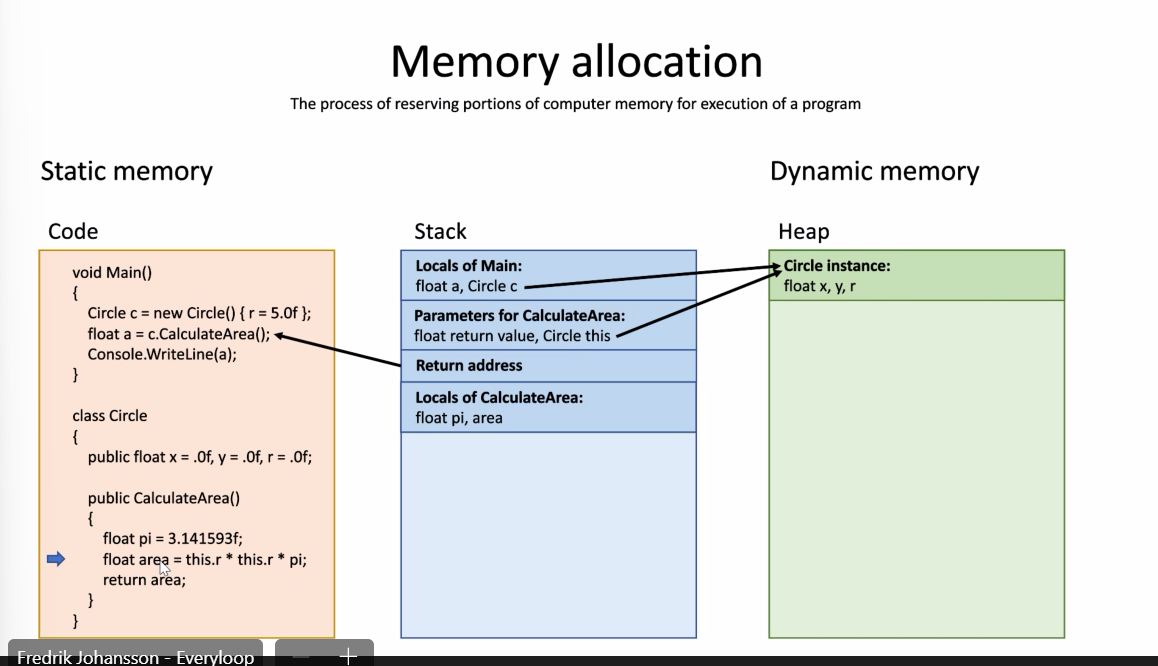 Memory allocation
The process of reserving portions of computer memory for execution of a program
Static memory
Dynamic memory
Code
void Main()
{
Circle c = new Circle() { r = 5.0f };
float a = c.CalculateArea();
Console.WriteLine(a);
}
class Circle
{
public float x = .0f, y = .0f, r = .0f;
public CalculateArea()
{
float pi = 3.141593f;
float area = this.r * this.r * pi;
return area;
}
}
Stack
Locals of Main:
float a, Circle c
Parameters for CalculateArea:
float return value, Circle this
Return address
Locals of CalculateArea:
float pi, area
Heap
Circle instance:
float x, y, r
Fredrik Johansson - Everyloop